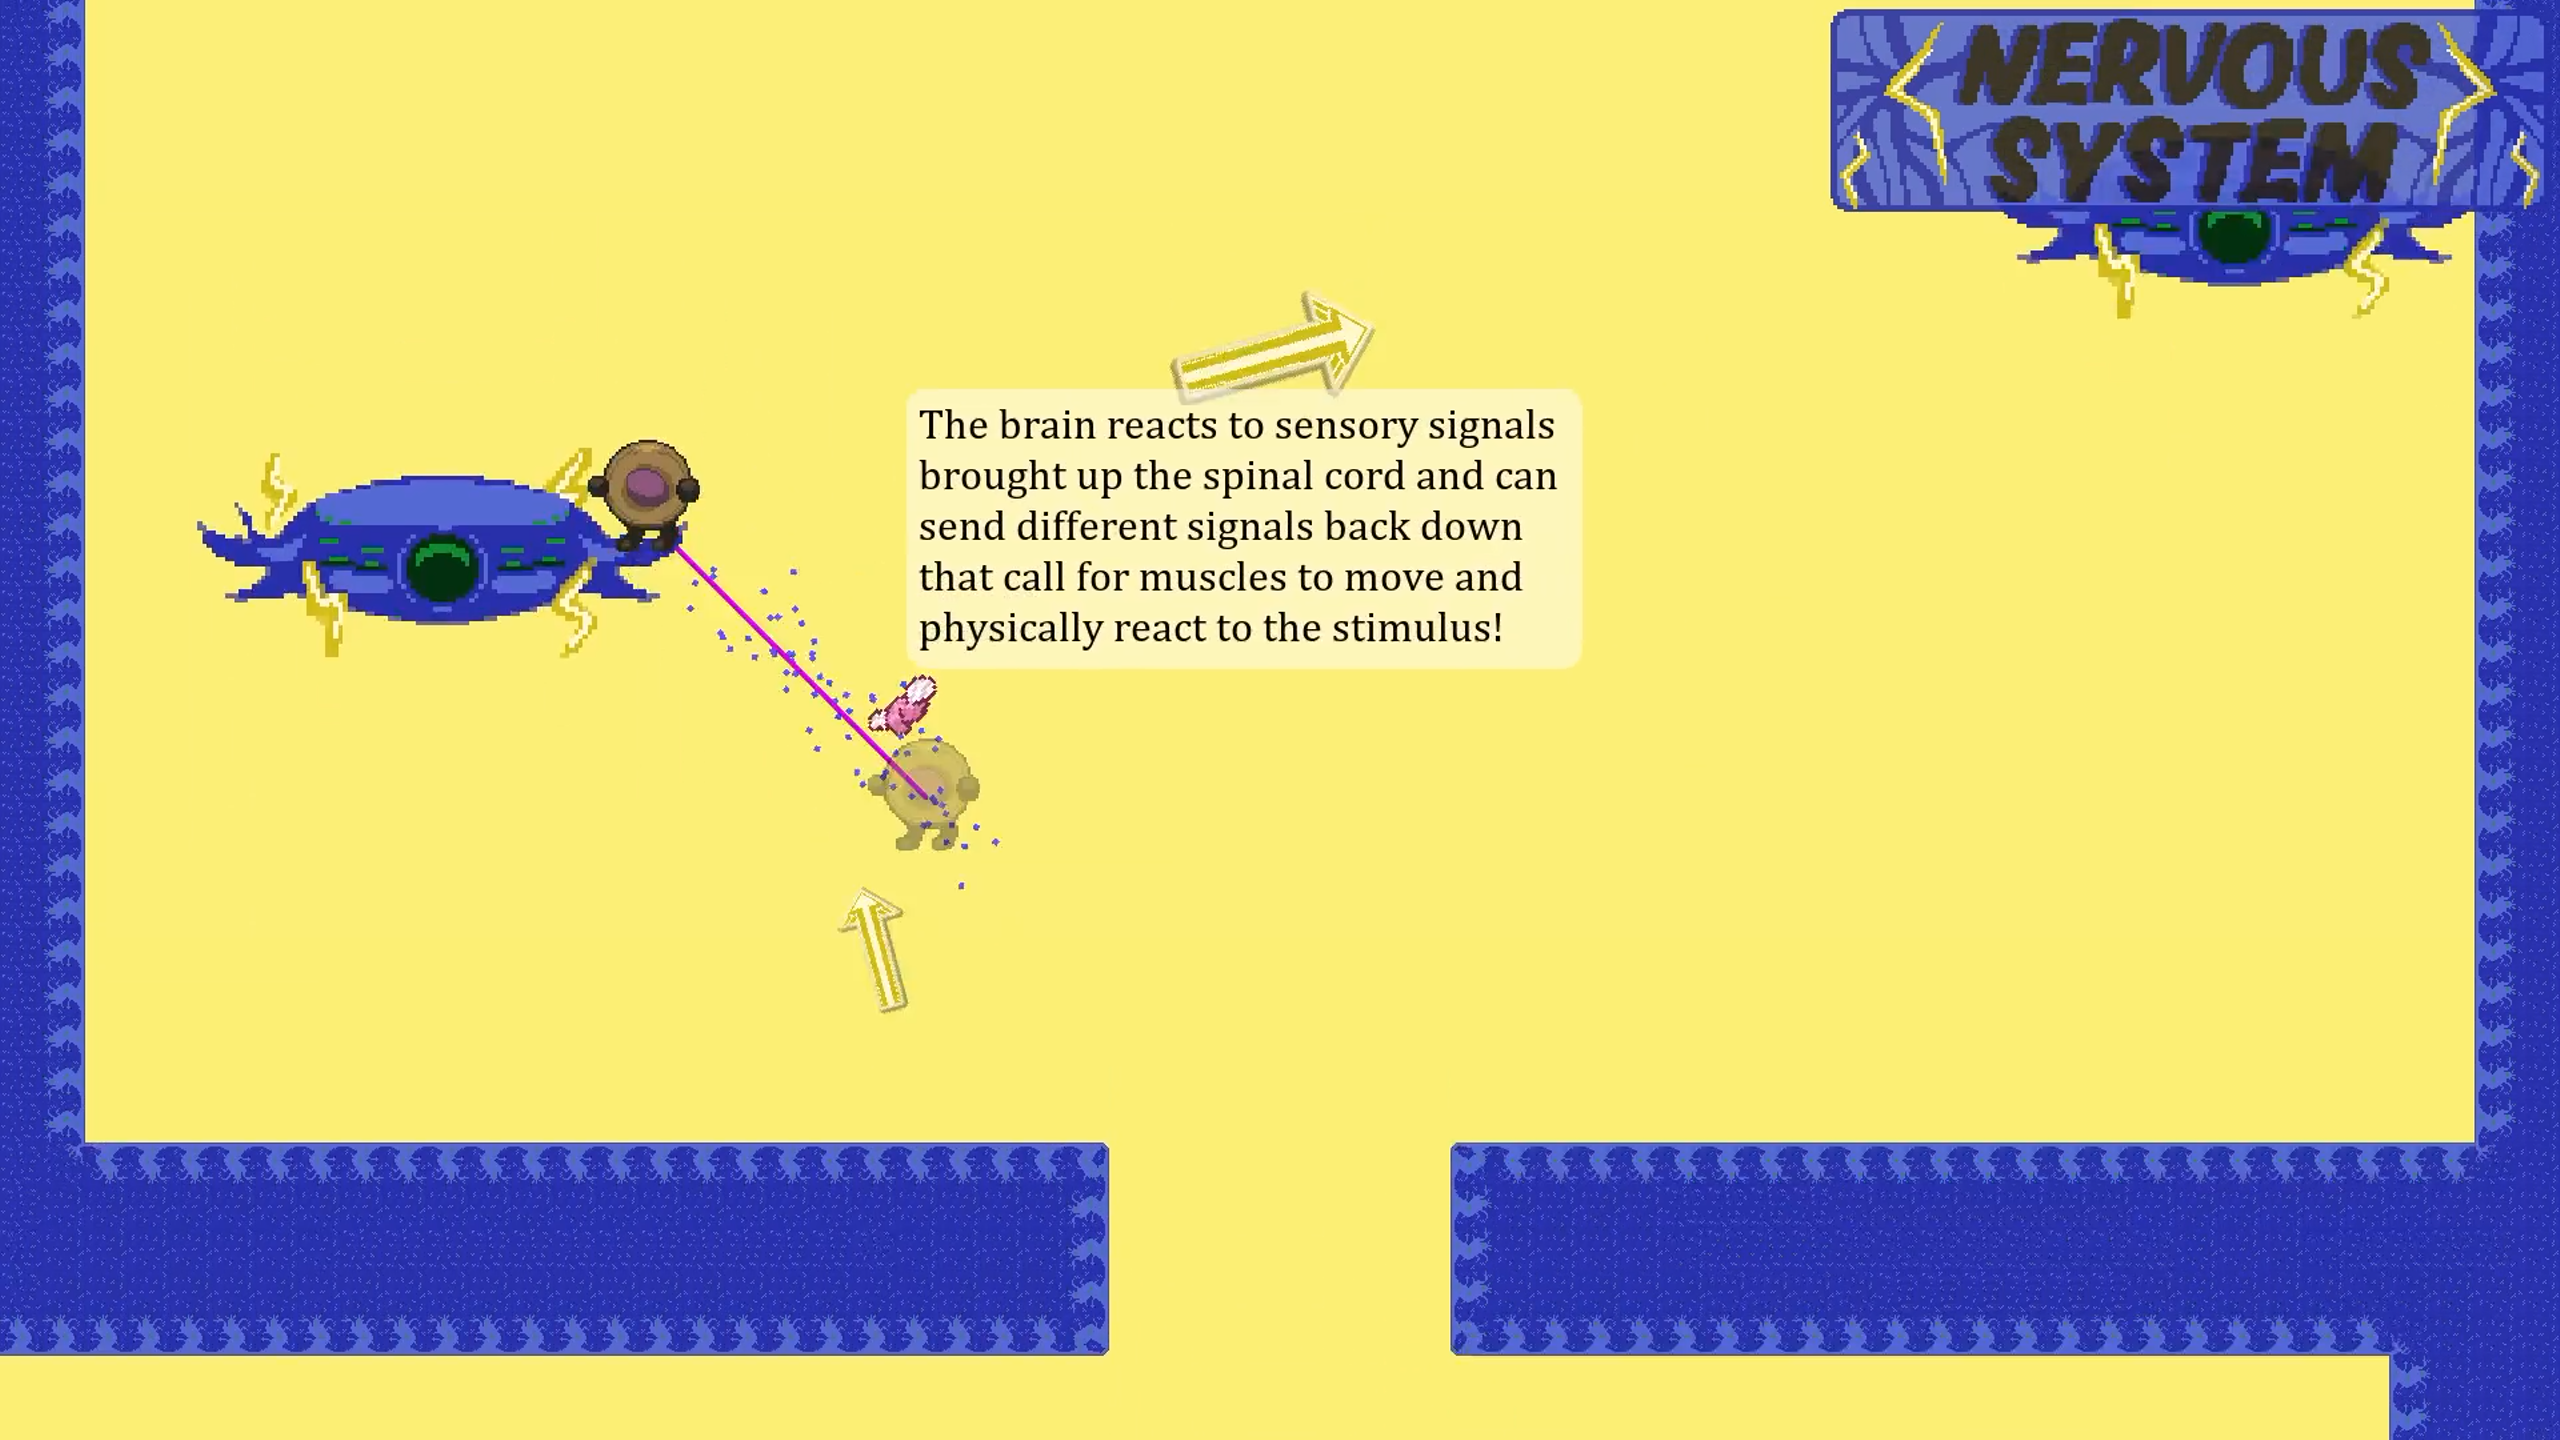 NERVOUS
SYSTEM
The brain reacts to sensory signals
brought up the spinal cord and can
send different signals back down
that call for muscles to move and
physically react to the stimulus!